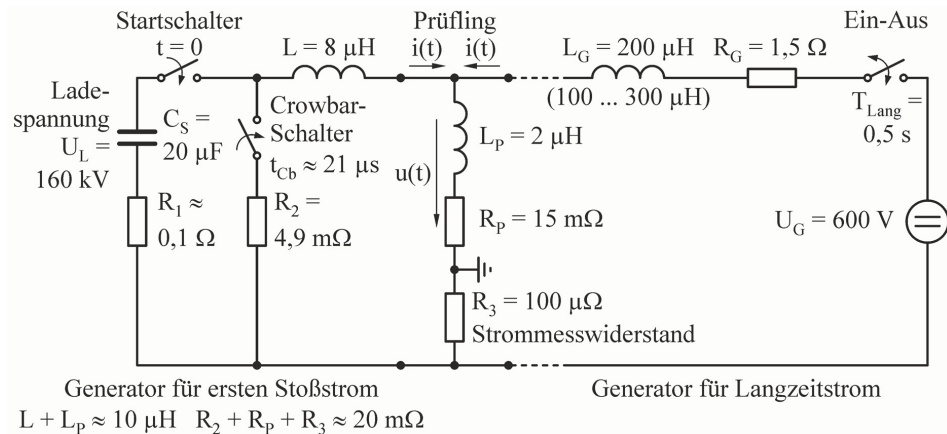 Startschalter
t = 0
L = 8 µH
Prüfling
i(t)
i(t)
L_G = 200 µH
(100 ... 300 µH)
R_G = 1,5 Ω
Ein-Aus
T_Lang =
0,5 s
Lade-
spannung
U_L =
160 kV
C_S =
20 µF
Crowbar-
Schalter
t_Cb ≈ 21 µs
u(t)
L_P = 2 µH
R_1 ≈
0,1 Ω
R_2 =
4,9 mΩ
R_P = 15 mΩ
U_G = 600 V
R_3 = 100 µΩ
Strommesswiderstand
Generator für ersten Stoßstrom
Generator für Langzeitstrom
L + L_P ≈ 10 µH R_2 + R_P + R_3 ≈ 20 mΩ